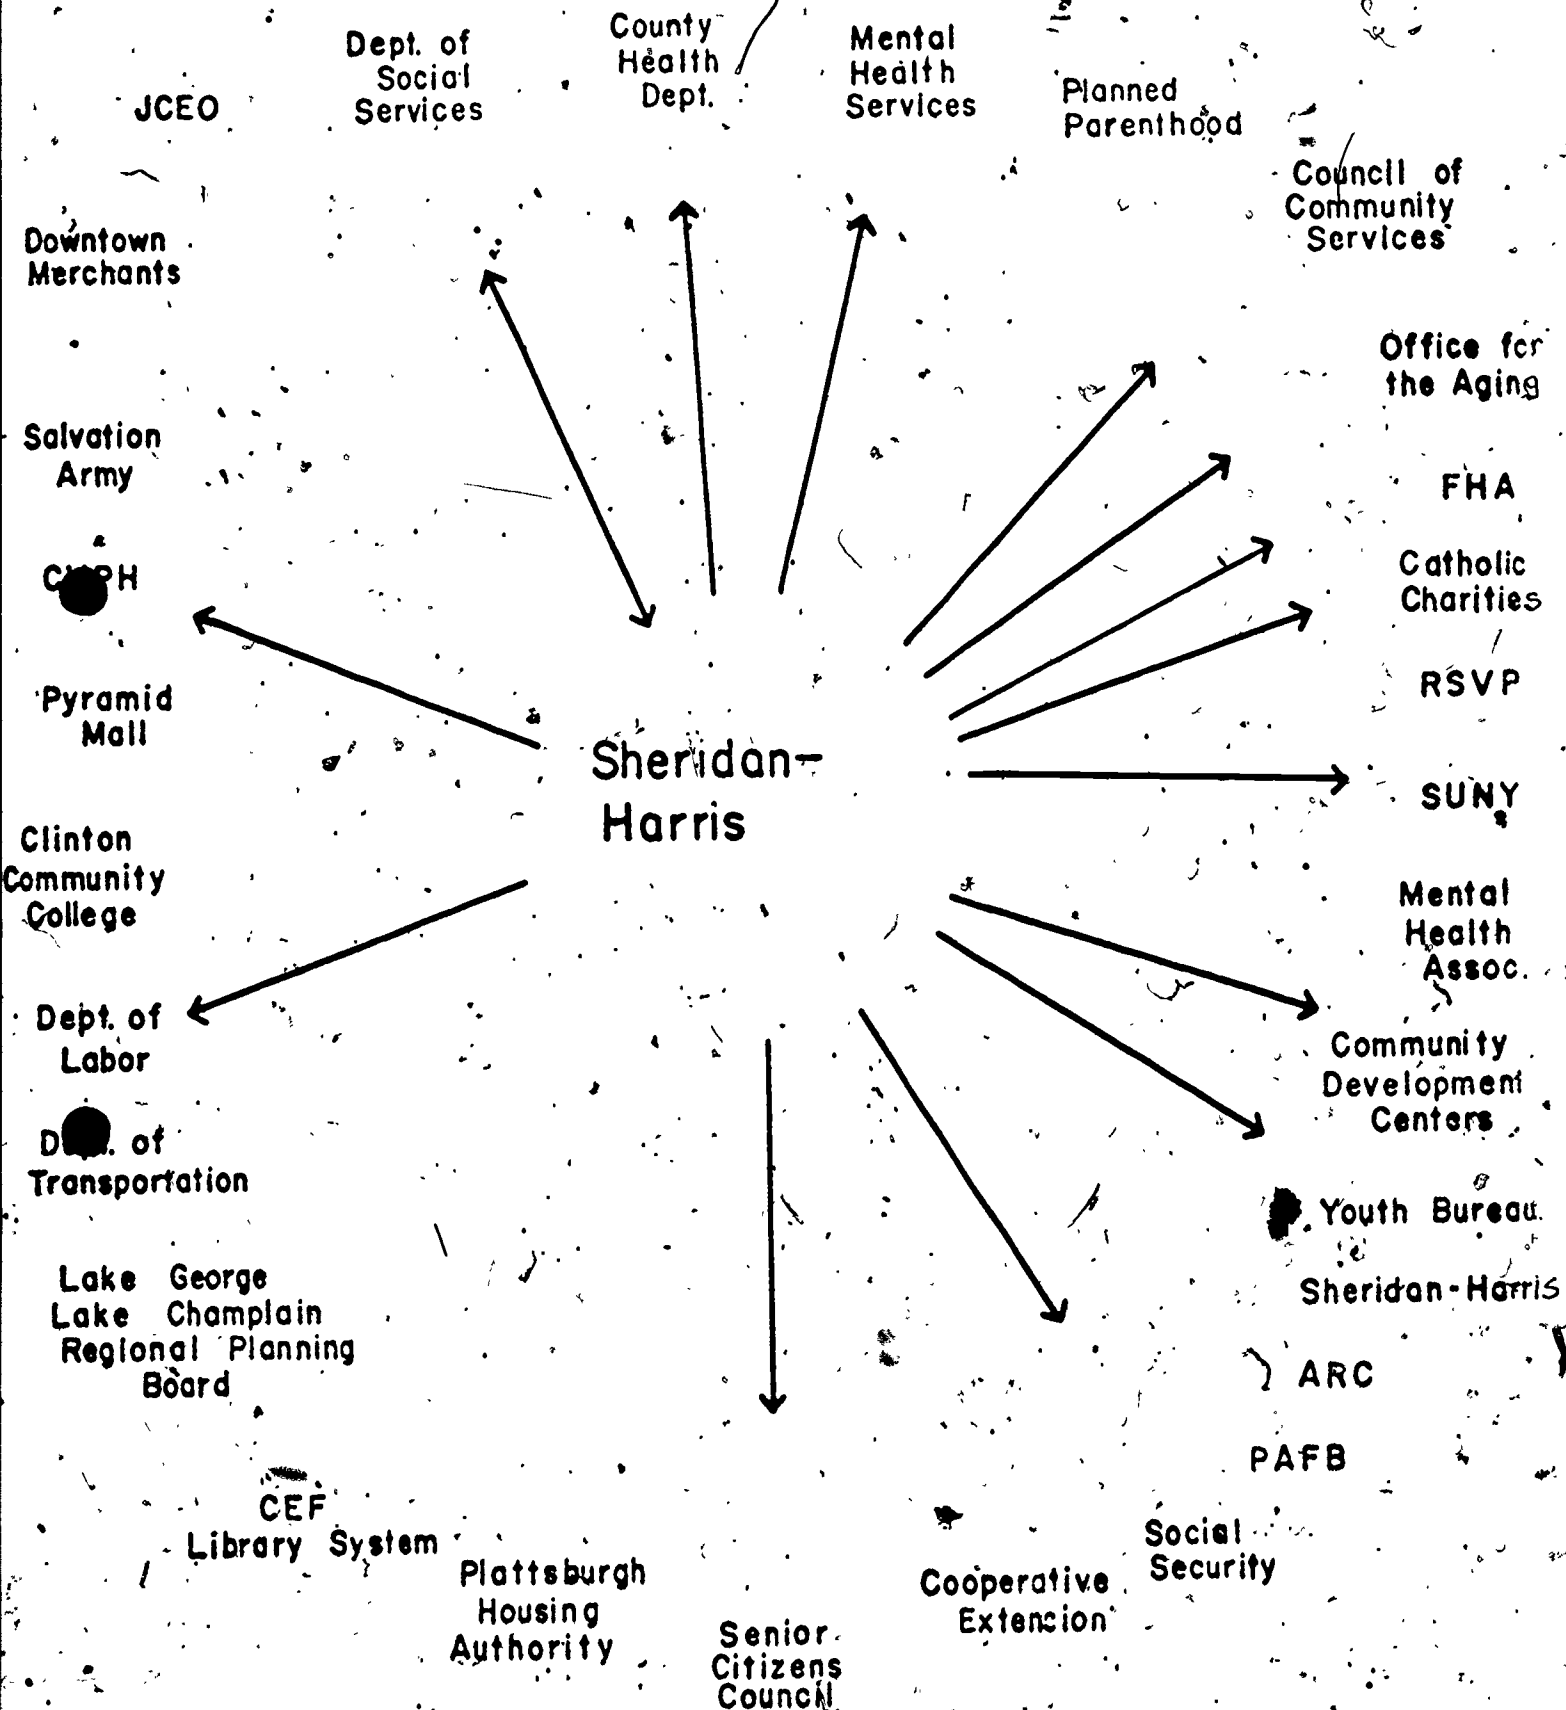 JCEO
Dept. of
Social
Services
County
Health
Dept.
Mental
Health
Services
Planned
Parenthood
Council of
Community
Services
Downtown
Merchants
Office for
the Aging
Salvation
Army
FHA
Catholic
Charities
Pyramid
Mall
RSVP
Sheridan-
Harris
SUNY
Clinton
Community
College
Mental
Health
Assoc.
Dept. of
Labor
Community
Development
Centers
of
Transportation
Youth Bureau
Sheridan-Harris
Lake George
Lake Champlain
Regional Planning
Board
ARC
PAFB
CEF
Library System
Social
Security
Plattsburgh
Housing
Authority
Cooperative
Extension
Senior
Citizens
Council